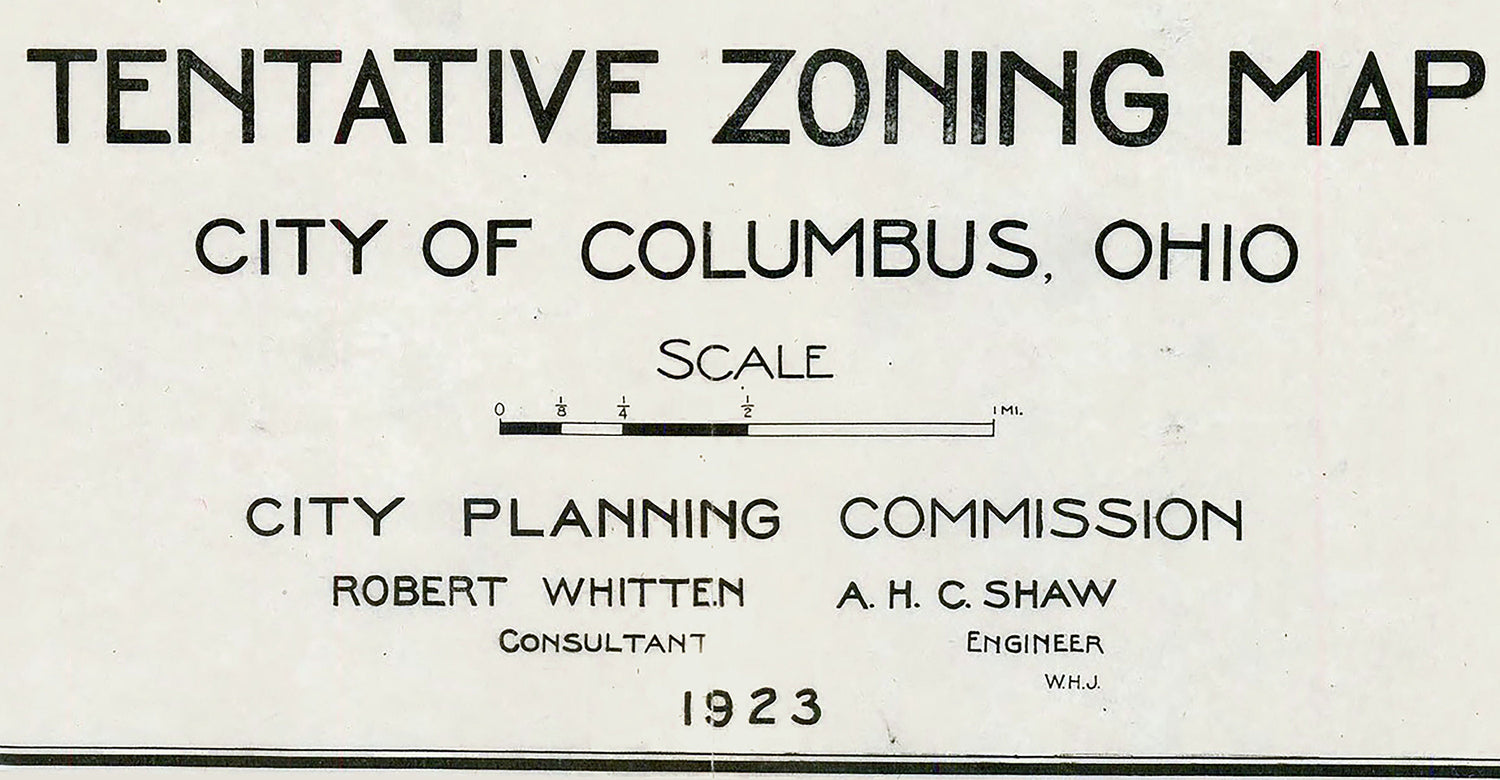 TENTATIVE ZONING MAP
CITY OF COLUMBUS, OHIO
SCALE
0 1/8 1/4 1/2 1 MI.
CITY PLANNING COMMISSION
ROBERT WHITTEN A. H. C. SHAW
CONSULTANT ENGINEER
W.H.J.
1923